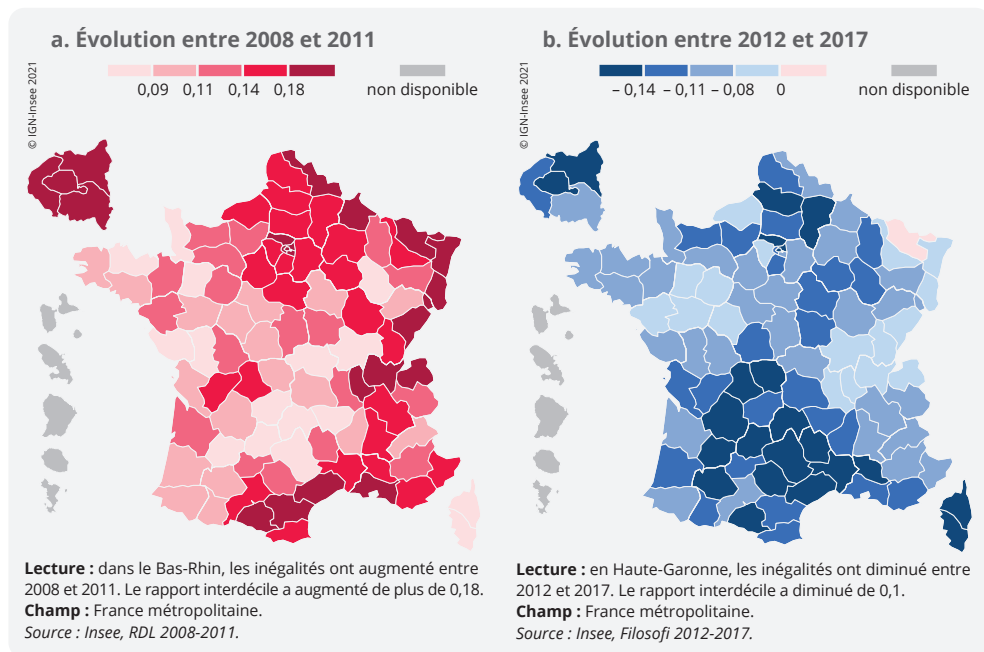 a. Évolution entre 2008 et 2011
0,09 0,11 0,14 0,18 non disponible
© IGN-Insee 2021
Lecture : dans le Bas-Rhin, les inégalités ont augmenté entre
2008 et 2011. Le rapport interdécile a augmenté de plus de 0,18.
Champ : France métropolitaine.
Source : Insee, RDL 2008-2011.
b. Évolution entre 2012 et 2017
– 0,14 – 0,11 – 0,08 0 non disponible
© IGN-Insee 2021
Lecture : en Haute-Garonne, les inégalités ont diminué entre
2012 et 2017. Le rapport interdécile a diminué de 0,1.
Champ : France métropolitaine.
Source : Insee, Filosofi 2012-2017.